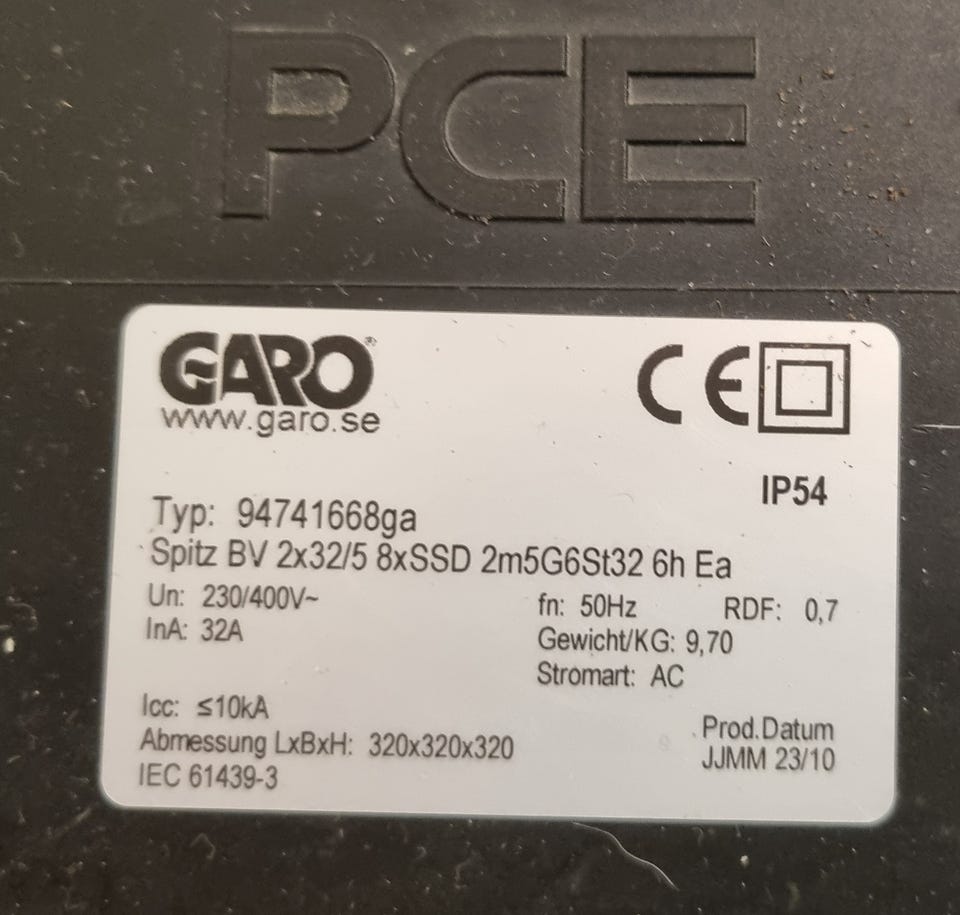 PCE
GARO®
www.garo.se
CE
IP54
Typ: 94741668ga
Spitz BV 2x32/5 8xSSD 2m5G6St32 6h Ea
Un: 230/400V~ fn: 50Hz RDF: 0,7
InA: 32A Gewicht/KG: 9,70
Stromart: AC
Icc: ≤10kA
Abmessung LxBxH: 320x320x320 Prod.Datum
IEC 61439-3 JJMM 23/10